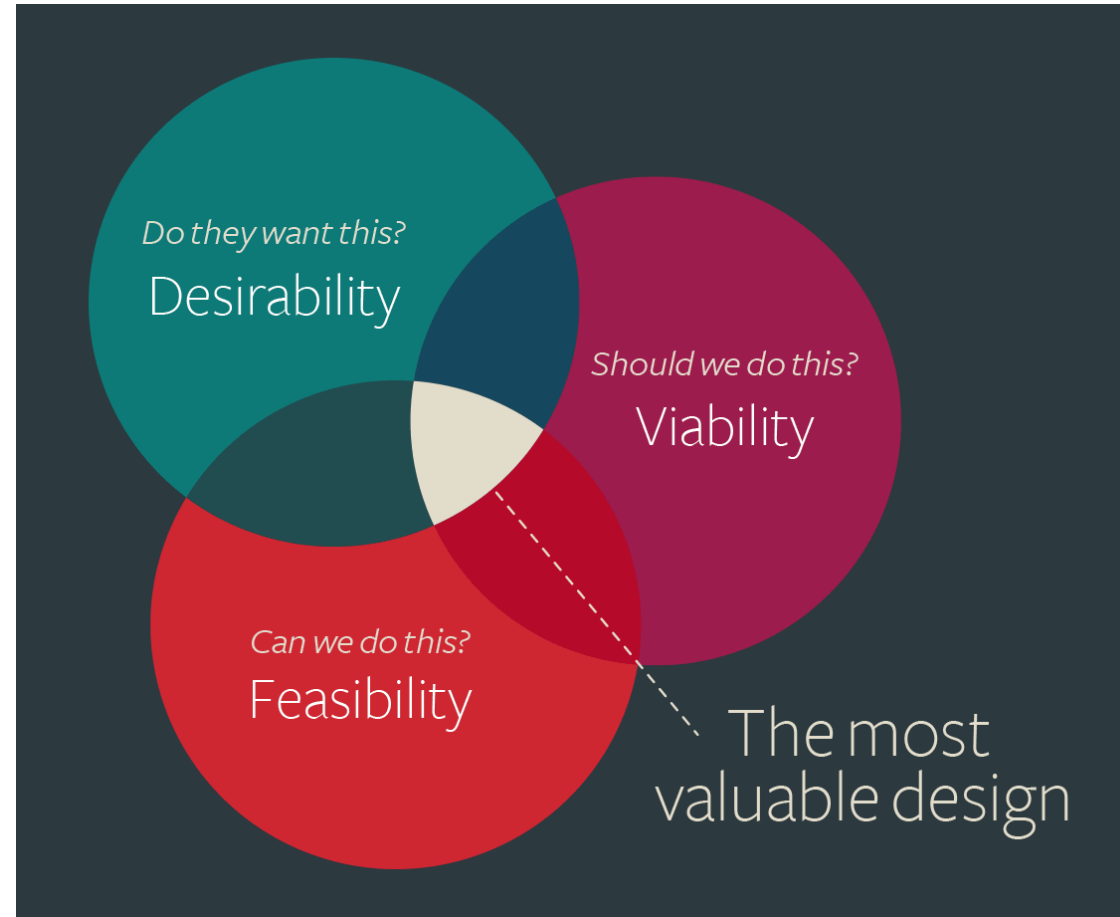 Do they want this?
Desirability
Should we do this?
Viability
Can we do this?
Feasibility
The most
valuable design